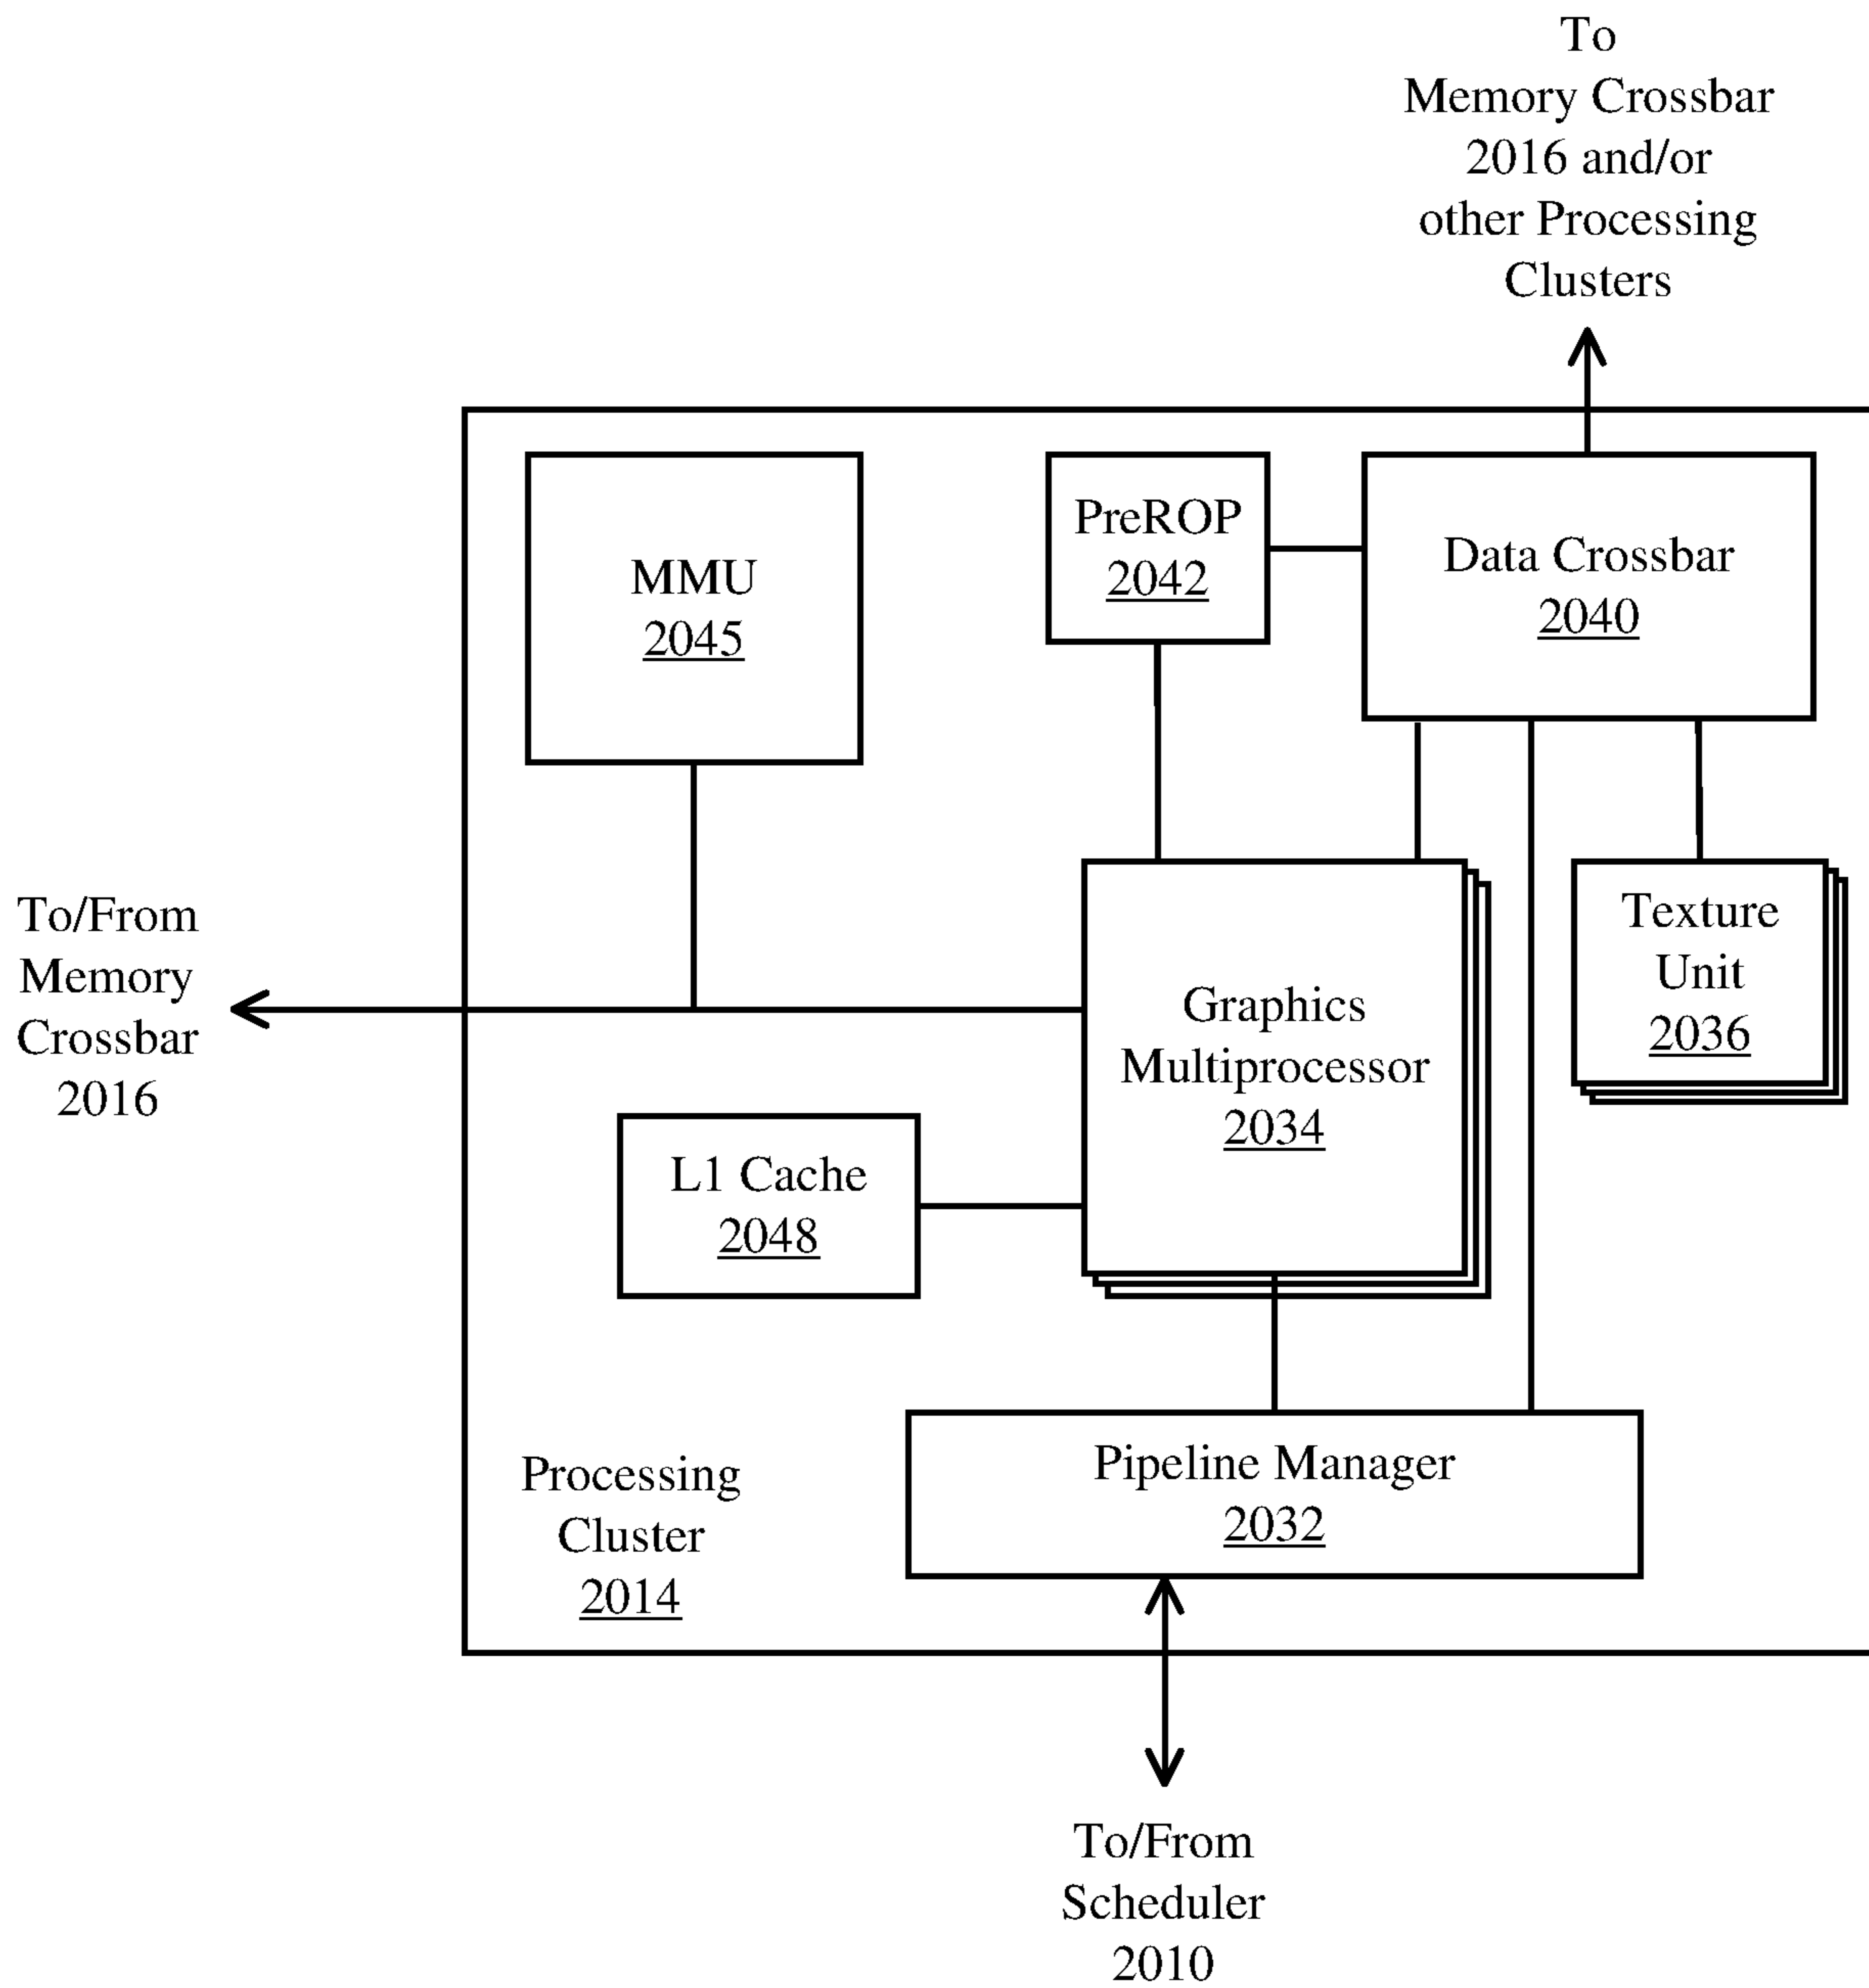 To
Memory Crossbar
2016 and/or
other Processing
Clusters
MMU
2045
PreROP
2042
Data Crossbar
2040
To/From
Memory
Crossbar
2016
Graphics
Multiprocessor
2034
Texture
Unit
2036
L1 Cache
2048
Processing
Cluster
2014
Pipeline Manager
2032
To/From
Scheduler
2010